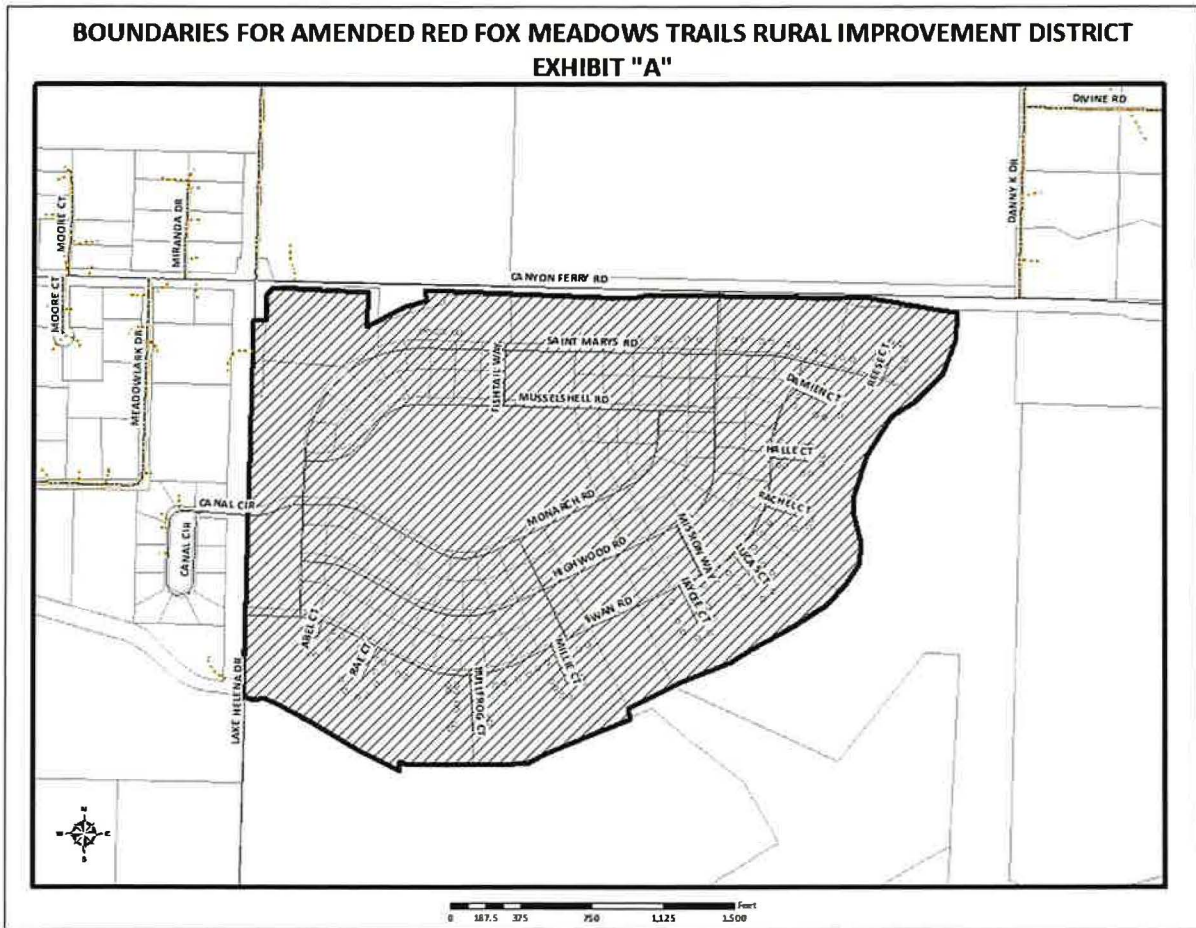 BOUNDARIES FOR AMENDED RED FOX MEADOWS TRAILS RURAL IMPROVEMENT DISTRICT
EXHIBIT "A"
DIVINE RD
DANNY K DR
MOORE CT
MIRANDA DR
CANYON FERRY RD
MOORE CT
MEADOWLARK DR
SAINT MARYS RD
FISHTAIL WAY
REESE CT
DAMIEN CT
MUSSELSHELL RD
HALLE CT
CANAL CIR
MONARCH RD
RACHEL CT
CANAL CIR
HIGHWOOD RD
MISSION WAY
LUCAS CT
JAYCEE CT
SWAN RD
ABEL CT
RAE CT
MILLIE CT
BULLFROG CT
LAKE HELENA DR
N
W E
S
Feet
0 187.5 375 750 1,125 1,500